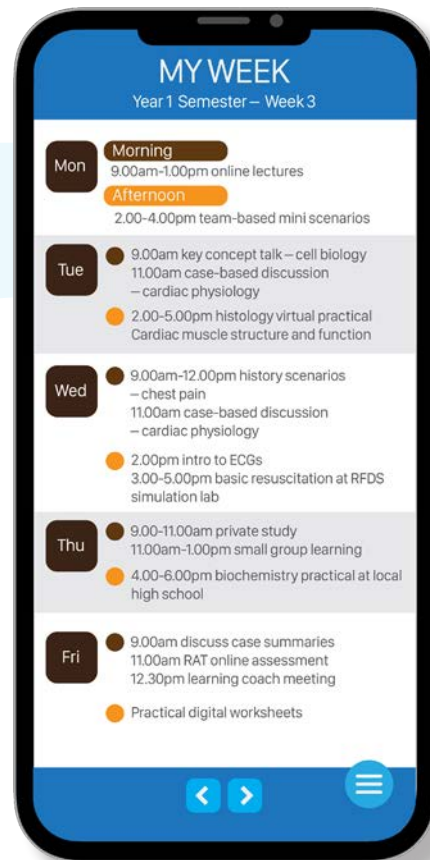 MY WEEK
Year 1 Semester – Week 3
Mon
Morning
9.00am-1.00pm online lectures
Afternoon
2.00-4.00pm team-based mini scenarios
Tue
9.00am key concept talk – cell biology
11.00am case-based discussion
– cardiac physiology
2.00-5.00pm histology virtual practical
Cardiac muscle structure and function
Wed
9.00am-12.00pm history scenarios
– chest pain
11.00am case-based discussion
– cardiac physiology
2.00pm intro to ECGs
3.00-5.00pm basic resuscitation at RFDS
simulation lab
Thu
9.00-11.00am private study
11.00am-1.00pm small group learning
4.00-6.00pm biochemistry practical at local
high school
Fri
9.00am discuss case summaries
11.00am RAT online assessment
12.30pm learning coach meeting
Practical digital worksheets